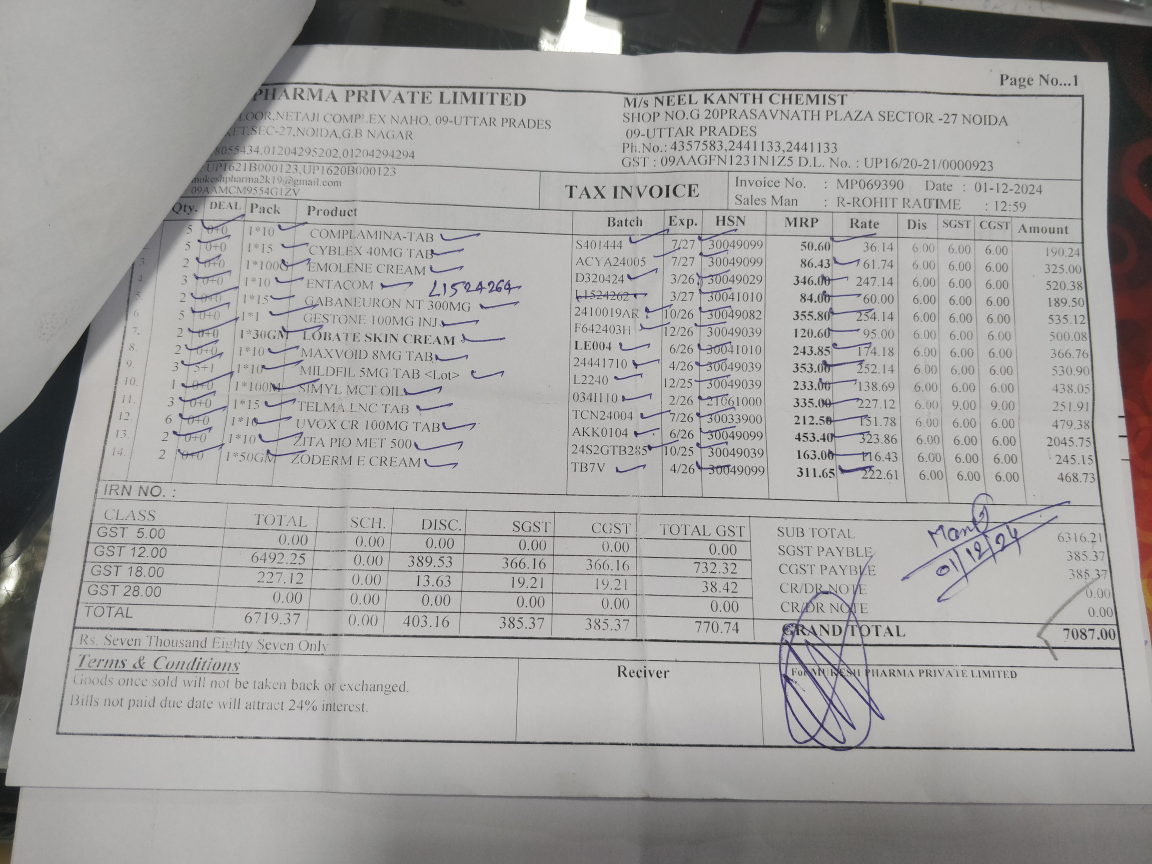 Page No...1
PHARMA PRIVATE LIMITED
LOOR,NETAJI COMPLEX NAHO, 09-UTTAR PRADES
KET,SEC-27,NOIDA,G.B NAGAR
8055434,01204295202,01204294294
UP1621B000123,UP1620B000123
mukeshpharma2k19@gmail.com
09AAMCM9554G1ZV
M/s NEEL KANTH CHEMIST
SHOP NO.G 20PRASAVNATH PLAZA SECTOR -27 NOIDA
09-UTTAR PRADES
Ph.No.: 4357583,2441133,2441133
GST : 09AAGFN1231N1Z5 D.L. No. : UP16/20-21/0000923
TAX INVOICE
Invoice No. : MP069390 Date : 01-12-2024
Sales Man : R-ROHIT RAUTIME : 12:59
Qty. DEAL Pack Product Batch Exp. HSN MRP Rate Dis SGST CGST Amount
5 0+0 1*10 COMPLAMINA-TAB S401444 7/27 30049099 50.60 36.14 6.00 6.00 6.00 190.24
5 0+0 1*15 CYBLEX 40MG TAB ACYA24005 7/27 30049099 86.43 61.74 6.00 6.00 6.00 325.00
3. 2 0+0 1*100G EMOLENE CREAM D320424 3/26 30049029 346.00 247.14 6.00 6.00 6.00 520.38
4. 3 0+0 1*10 ENTACOM L1524264 L1524262 3/27 30041010 84.00 60.00 6.00 6.00 6.00 189.50
5. 2 0+0 1*15 GABANEURON NT 300MG 2410019AK 10/26 30049082 355.80 254.14 6.00 6.00 6.00 535.12
6. 5 0+0 1*1 GESTONE 100MG INJ F642403H 12/26 30049039 120.60 95.00 6.00 6.00 6.00 500.08
7. 2 0+0 1*30GM LOBATE SKIN CREAM LE004 6/26 30041010 243.85 174.18 6.00 6.00 6.00 366.76
8. 2 0+0 1*10 MAXVOID 8MG TAB 24441710 4/26 30049039 353.00 252.14 6.00 6.00 6.00 530.90
9. 3 5+1 1*10 MILDFIL 5MG TAB <Lot> L2240 12/25 30049039 233.00 138.69 6.00 6.00 6.00 438.05
10. 1 0+0 1*100M SIMYL MCT OIL 034I110 2/26 21061000 335.00 227.12 6.00 9.00 9.00 251.91
11. 3 0+0 1*15 TELMA LNC TAB TCN24004 7/26 30033900 212.50 151.78 6.00 6.00 6.00 479.38
12. 6 0+0 1*10 UVOX CR 100MG TAB AKK0104 6/26 30049099 453.40 323.86 6.00 6.00 6.00 2045.75
13. 2 0+0 1*10 ZITA PIO MET 500 24S2GTB285 10/25 30049039 163.00 116.43 6.00 6.00 6.00 245.15
14. 2 0+0 1*50GM ZODERM E CREAM TB7V 4/26 30049099 311.65 222.61 6.00 6.00 6.00 468.73
IRN NO. :
CLASS TOTAL SCH. DISC. SGST CGST TOTAL GST
GST 5.00 0.00 0.00 0.00 0.00 0.00 0.00
GST 12.00 6492.25 0.00 389.53 366.16 366.16 732.32
GST 18.00 227.12 0.00 13.63 19.21 19.21 38.42
GST 28.00 0.00 0.00 0.00 0.00 0.00 0.00
TOTAL 6719.37 0.00 403.16 385.37 385.37 770.74
SUB TOTAL 6316.21
SGST PAYBLE 385.37
CGST PAYBLE 385.37
CR/DR NOTE 0.00
CR/DR NOTE 0.00
GRAND TOTAL 7087.00
01/12/24
Rs. Seven Thousand Eighty Seven Only
Terms & Conditions
Goods once sold will not be taken back or exchanged.
Bills not paid due date will attract 24% interest.
Reciver
For MUKESH PHARMA PRIVATE LIMITED